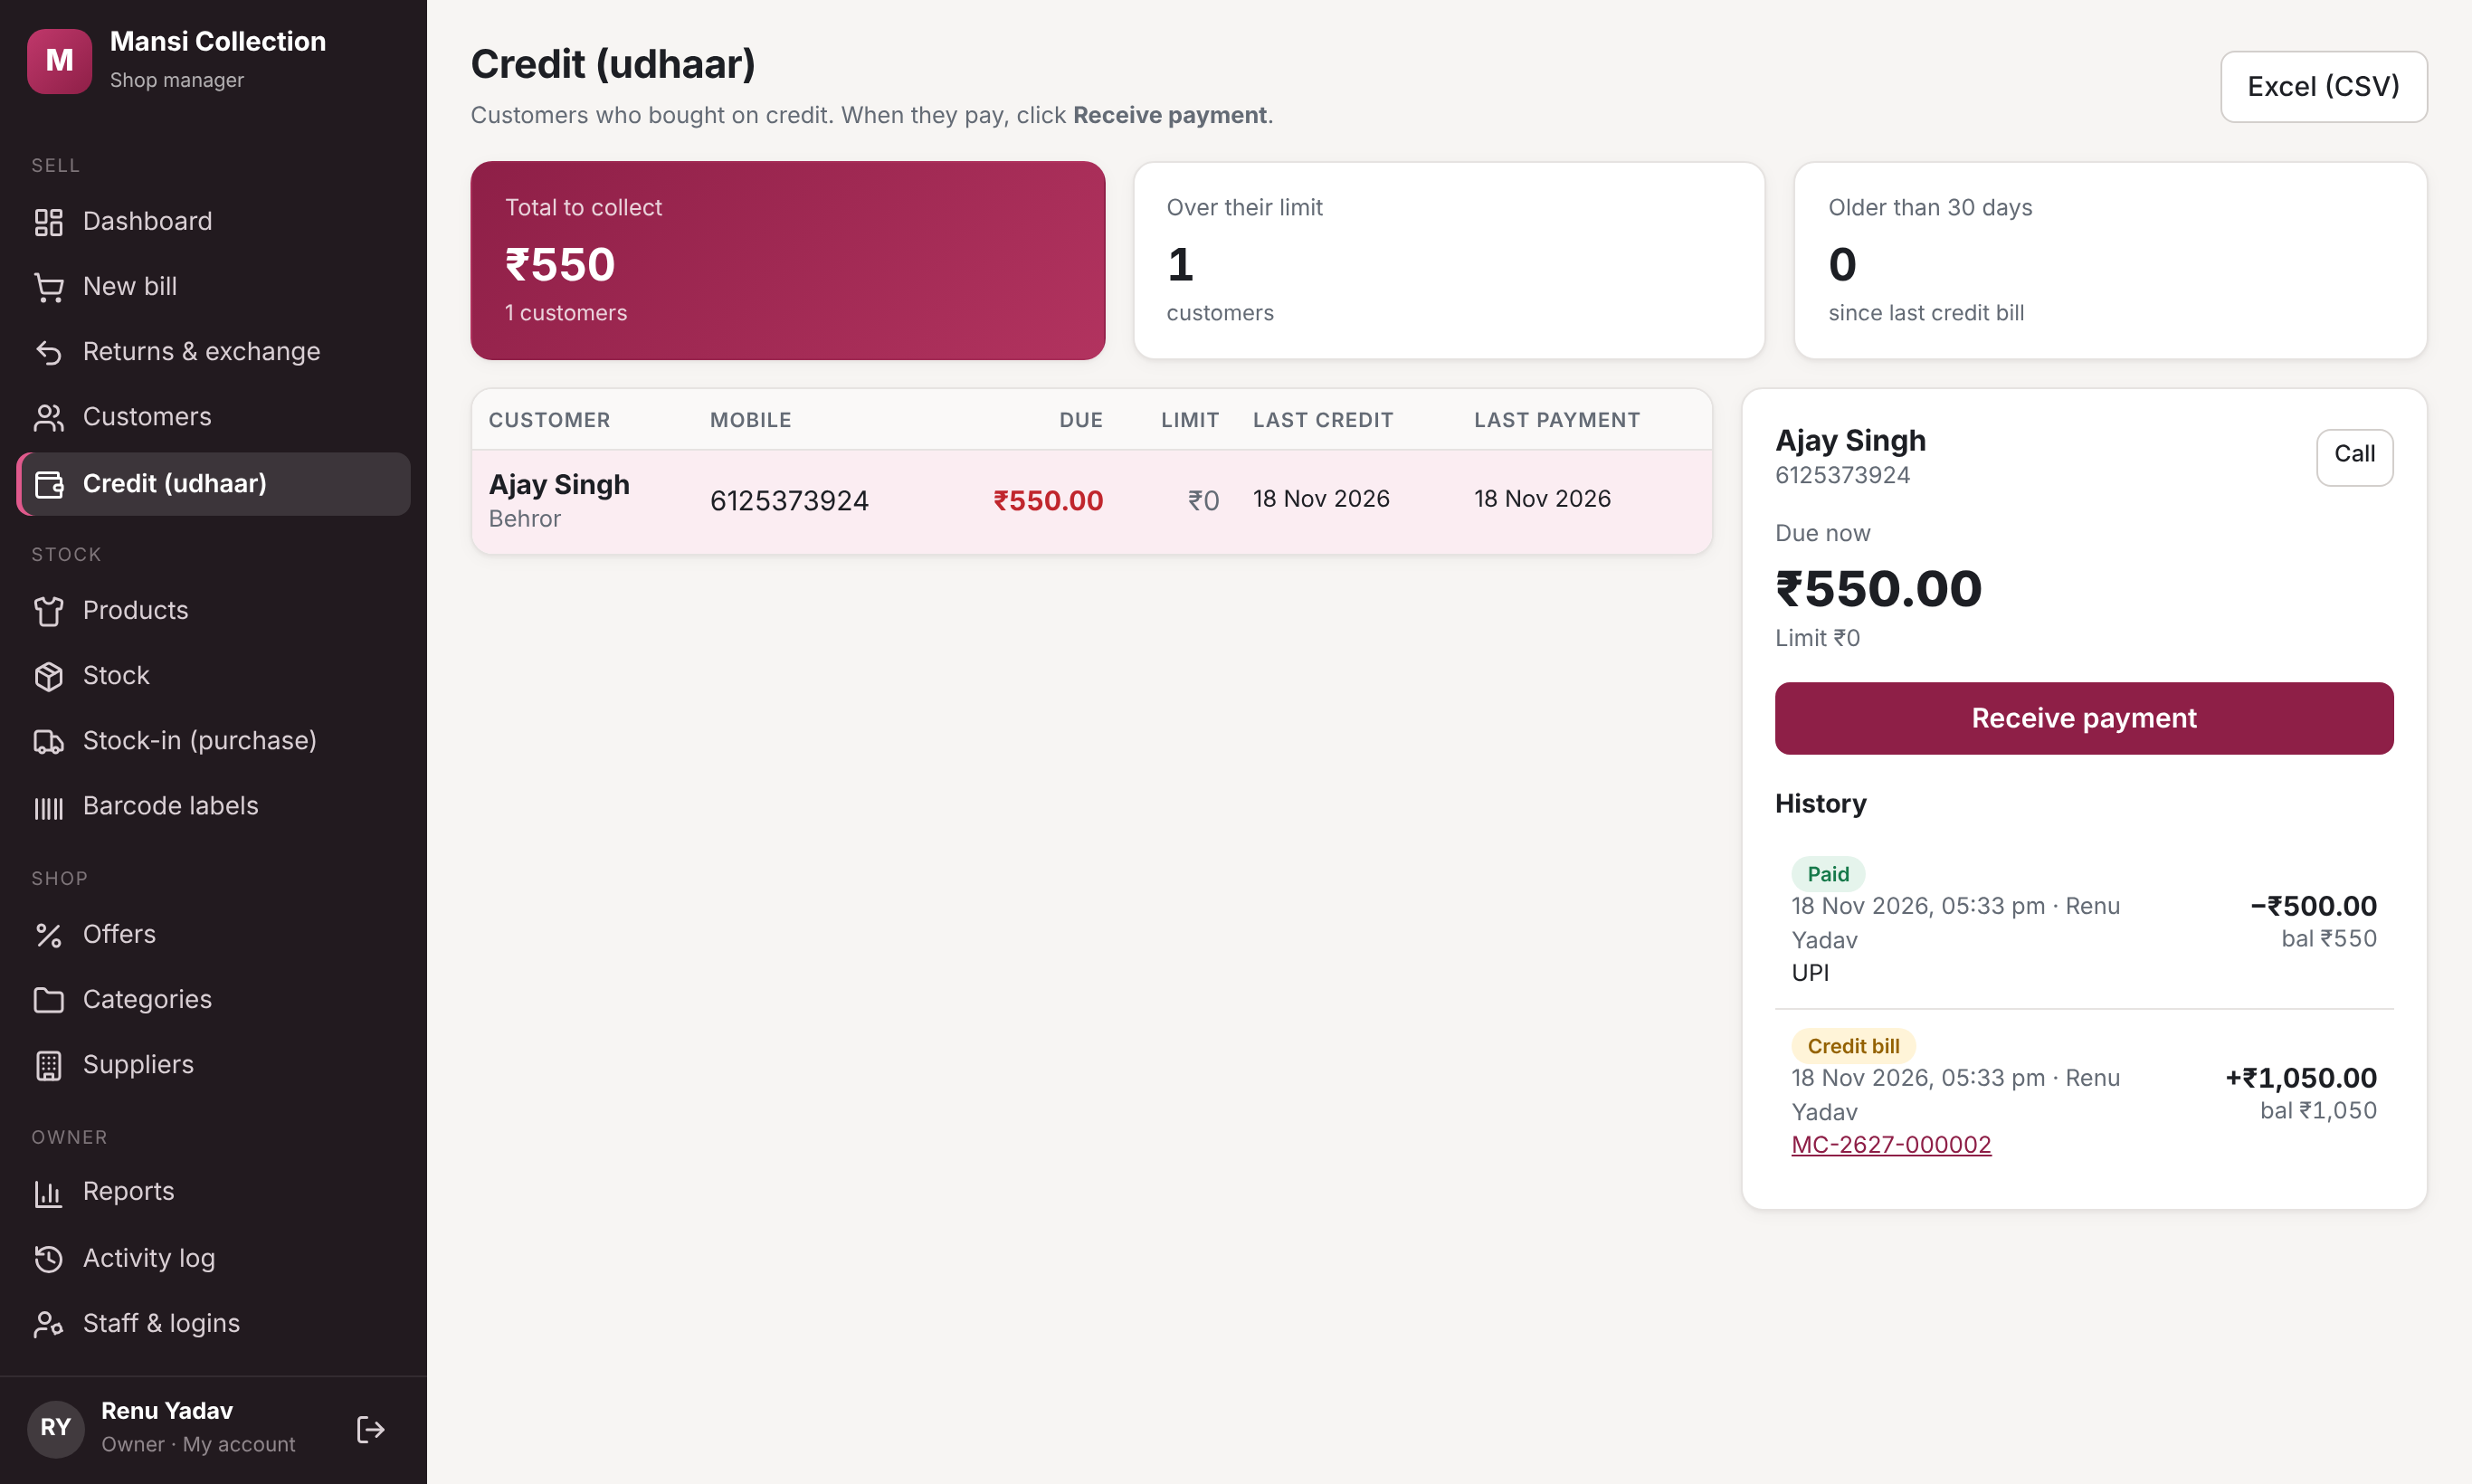 M
Mansi Collection
Shop manager
SELL
Dashboard
New bill
Returns & exchange
Customers
Credit (udhaar)
STOCK
Products
Stock
Stock-in (purchase)
Barcode labels
SHOP
Offers
Categories
Suppliers
OWNER
Reports
Activity log
Staff & logins
RY
Renu Yadav
Owner · My account
Credit (udhaar)
Customers who bought on credit. When they pay, click Receive payment.
Excel (CSV)
Total to collect
₹550
1 customers
Over their limit
1
customers
Older than 30 days
0
since last credit bill
CUSTOMER MOBILE DUE LIMIT LAST CREDIT LAST PAYMENT
Ajay Singh
Behror
6125373924 ₹550.00 ₹0 18 Nov 2026 18 Nov 2026
Ajay Singh
6125373924
Call
Due now
₹550.00
Limit ₹0
Receive payment
History
Paid
18 Nov 2026, 05:33 pm · Renu
Yadav
UPI
−₹500.00
bal ₹550
Credit bill
18 Nov 2026, 05:33 pm · Renu
Yadav
MC-2627-000002
+₹1,050.00
bal ₹1,050